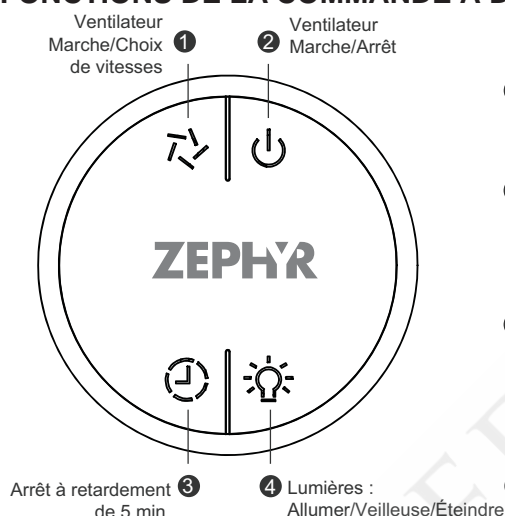 FONCTIONS DE LA COMMANDE À
Ventilateur
Marche/Choix
de vitesses
1
2
Ventilateur
Marche/Arrêt
ZEPHYR
Arrêt à retardement
de 5 min
3
4
Lumières :
Allumer/Veilleuse/Éteindre